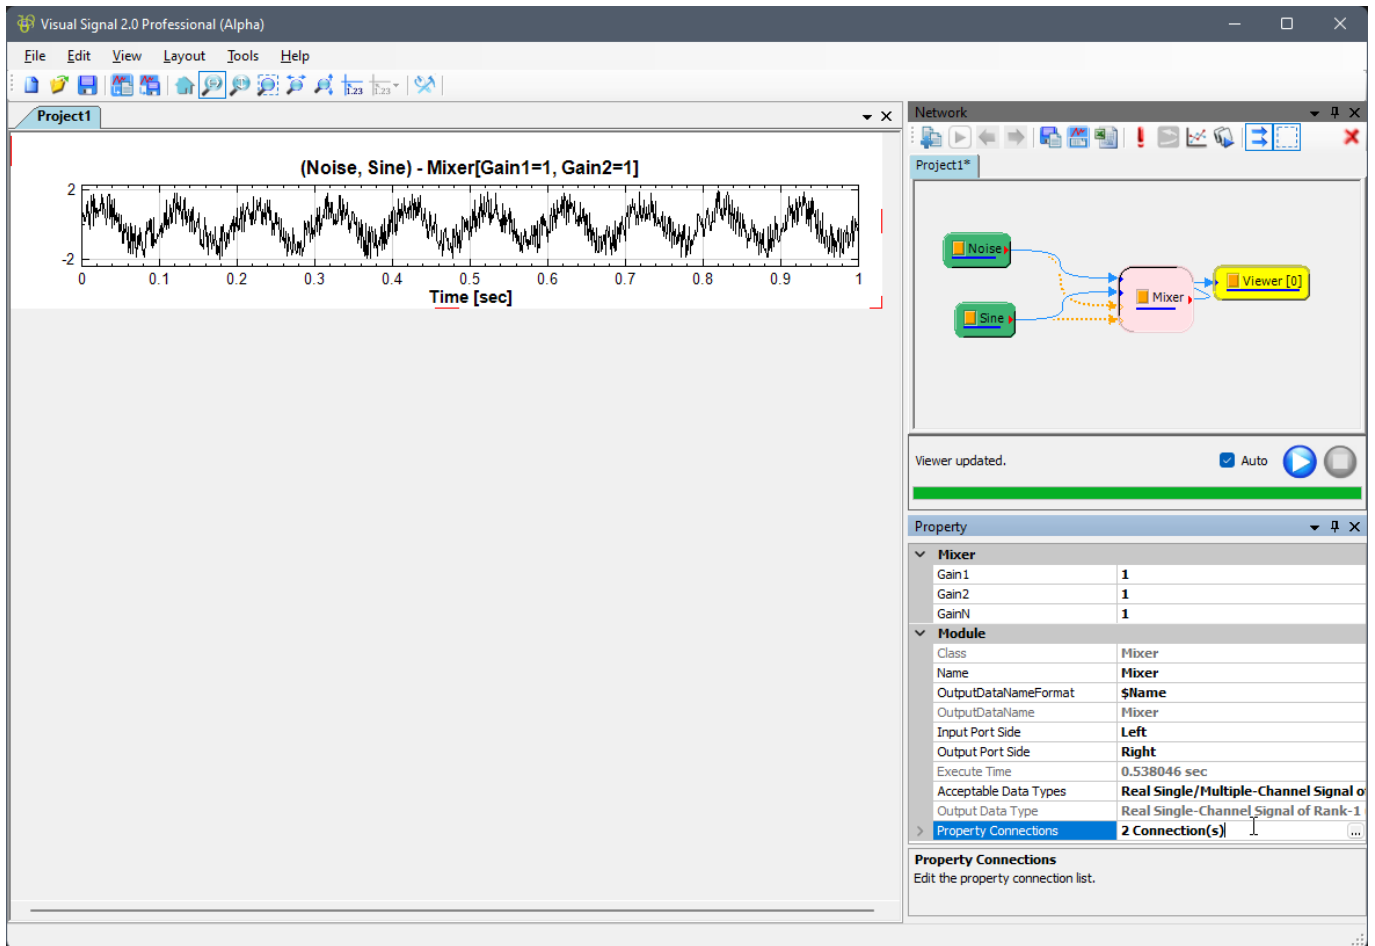 Visual Signal 2.0 Professional (Alpha)
File Edit View Layout Tools Help
1.23 1.23
Project1
(Noise, Sine) - Mixer[Gain1=1, Gain2=1]
2
-2
0 0.1 0.2 0.3 0.4 0.5 0.6 0.7 0.8 0.9 1
Time [sec]
Network
Project1*
Noise
Sine
Mixer
Viewer [0]
Viewer updated.
Auto
Property
Mixer
Gain1 1
Gain2 1
GainN 1
Module
Class Mixer
Name Mixer
OutputDataNameFormat $Name
OutputDataName Mixer
Input Port Side Left
Output Port Side Right
Execute Time 0.538046 sec
Acceptable Data Types Real Single/Multiple-Channel Signal o
Output Data Type Real Single-Channel Signal of Rank-1
Property Connections 2 Connection(s) ...
Property Connections
Edit the property connection list.